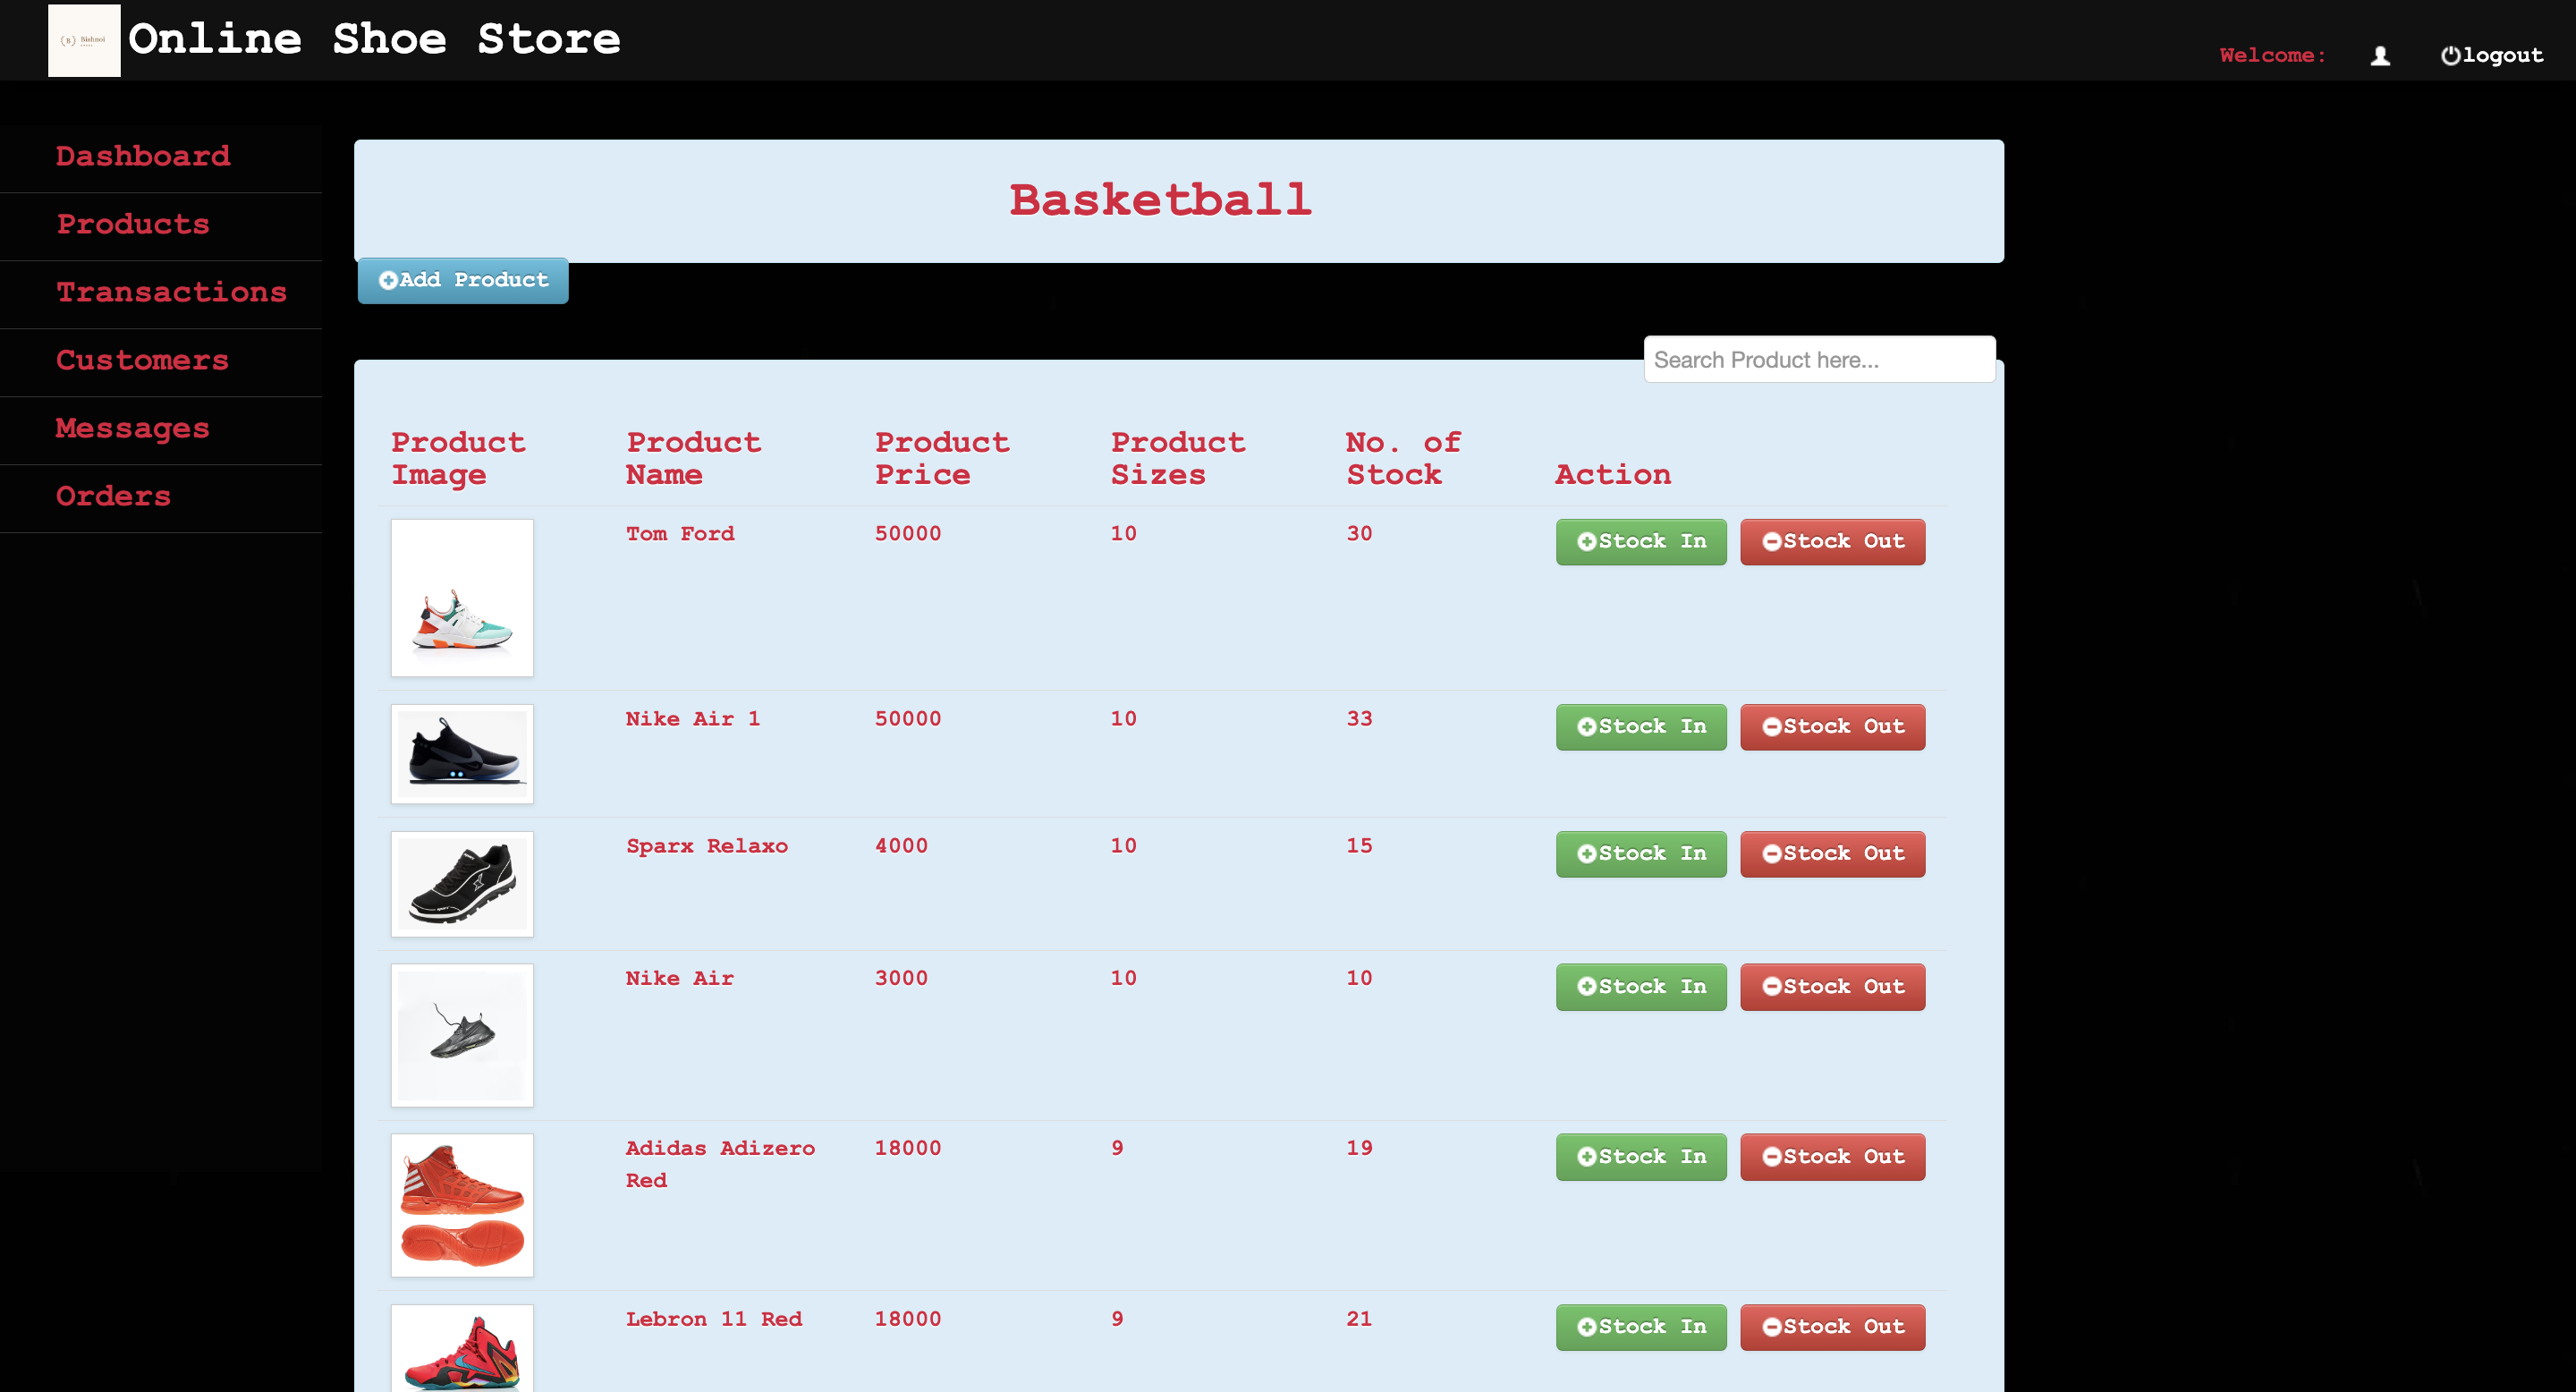 Online Shoe Store
Welcome:
logout
Dashboard
Products
Transactions
Customers
Messages
Orders
Basketball
Add Product
Search Product here...
Product Image
Product Name
Product Price
Product Sizes
No. of Stock
Action
Tom Ford 50000 10 30 Stock In Stock Out
Nike Air 1 50000 10 33 Stock In Stock Out
Sparx Relaxo 4000 10 15 Stock In Stock Out
Nike Air 3000 10 10 Stock In Stock Out
Adidas Adizero Red 18000 9 19 Stock In Stock Out
Lebron 11 Red 18000 9 21 Stock In Stock Out